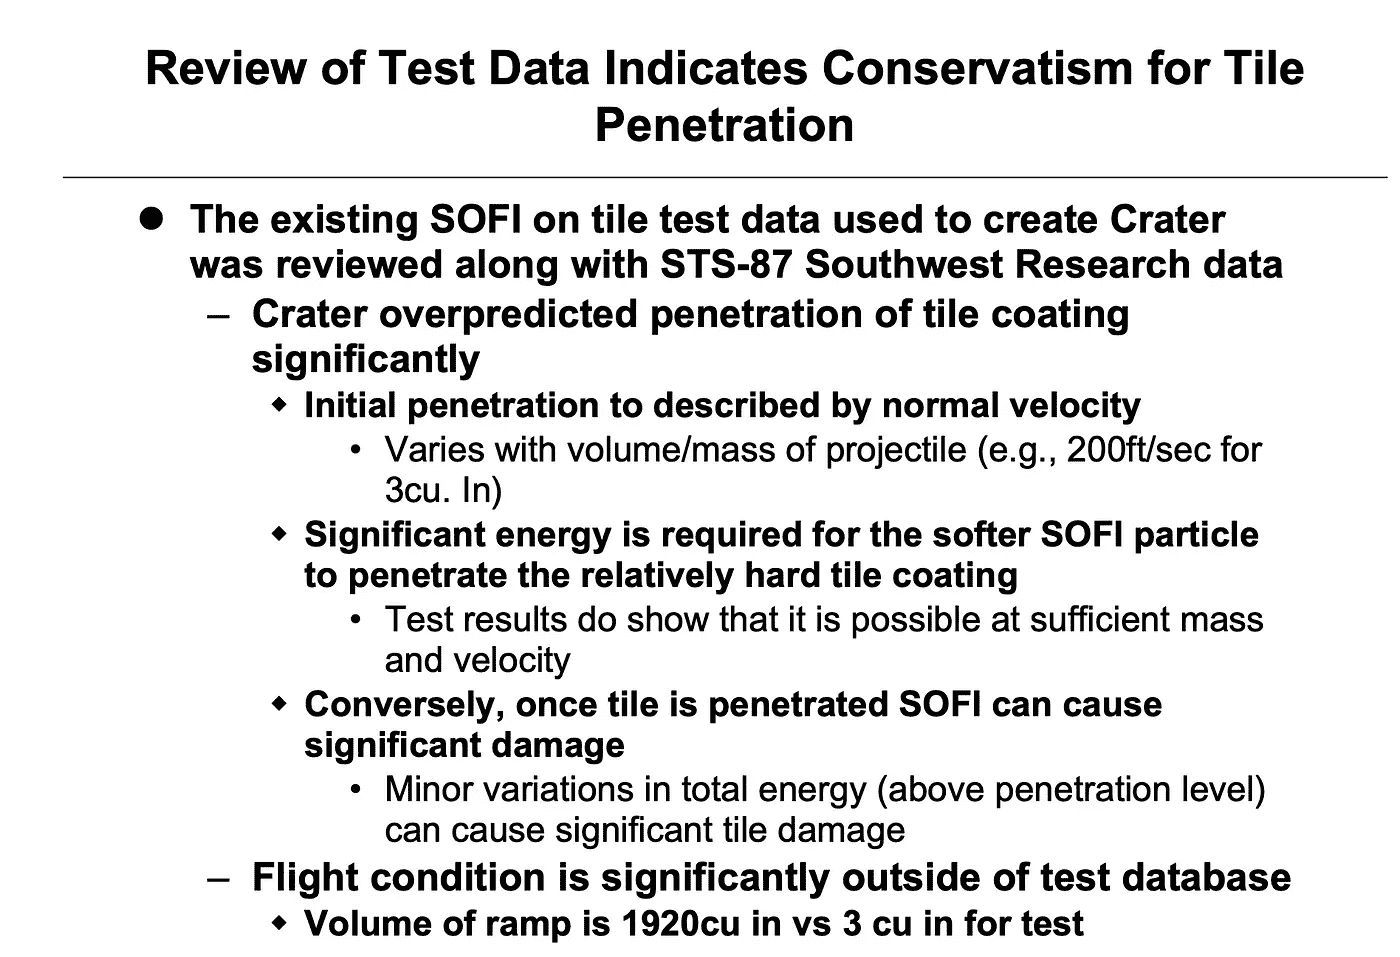 Review of Test Data Indicates Conservatism for Tile
Penetration
● The existing SOFI on tile test data used to create Crater
was reviewed along with STS-87 Southwest Research data
– Crater overpredicted penetration of tile coating
significantly
◆ Initial penetration to described by normal velocity
• Varies with volume/mass of projectile (e.g., 200ft/sec for
3cu. In)
◆ Significant energy is required for the softer SOFI particle
to penetrate the relatively hard tile coating
• Test results do show that it is possible at sufficient mass
and velocity
◆ Conversely, once tile is penetrated SOFI can cause
significant damage
• Minor variations in total energy (above penetration level)
can cause significant tile damage
– Flight condition is significantly outside of test database
◆ Volume of ramp is 1920cu in vs 3 cu in for test